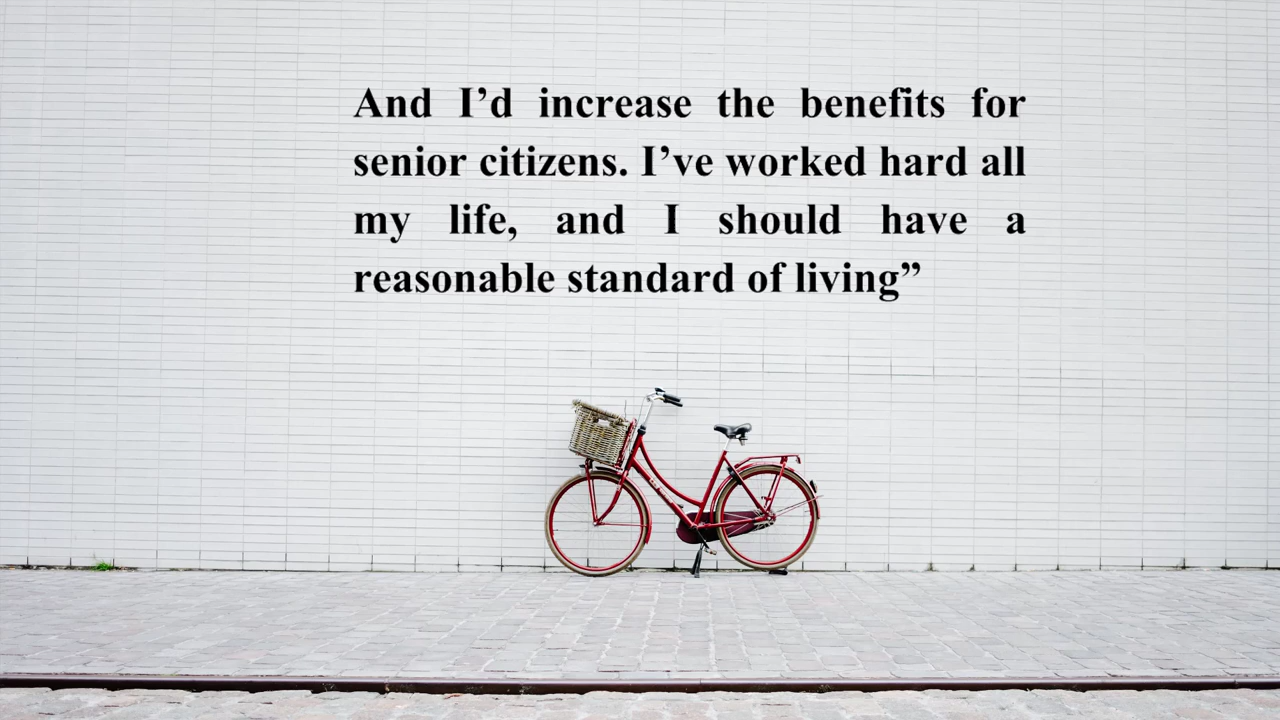 And I’d increase the benefits for
senior citizens. I’ve worked hard all
my life, and I should have a
reasonable standard of living”